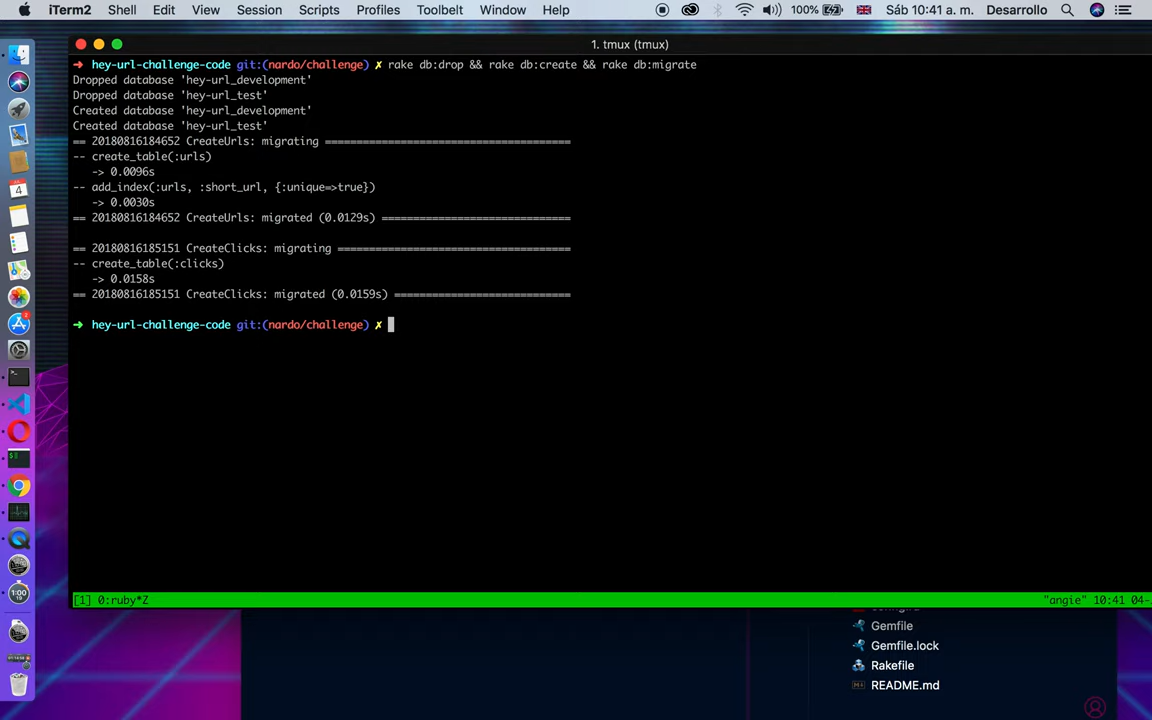 iTerm2 Shell Edit View Session Scripts Profiles Toolbelt Window Help 100% Sáb 10:41 a. m. Desarrollo
1. tmux (tmux)
➜ hey-url-challenge-code git:(nardo/challenge) ✗ rake db:drop && rake db:create && rake db:migrate
Dropped database 'hey-url_development'
Dropped database 'hey-url_test'
Created database 'hey-url_development'
Created database 'hey-url_test'
== 20180816184652 CreateUrls: migrating =======================================
-- create_table(:urls)
-> 0.0096s
-- add_index(:urls, :short_url, {:unique=>true})
-> 0.0030s
== 20180816184652 CreateUrls: migrated (0.0129s) ==============================
== 20180816185151 CreateClicks: migrating =====================================
-- create_table(:clicks)
-> 0.0158s
== 20180816185151 CreateClicks: migrated (0.0159s) ============================
➜ hey-url-challenge-code git:(nardo/challenge) ✗
[1] 0:ruby*Z "angie" 10:41 04-
Gemfile
Gemfile.lock
Rakefile
README.md
4
1:00